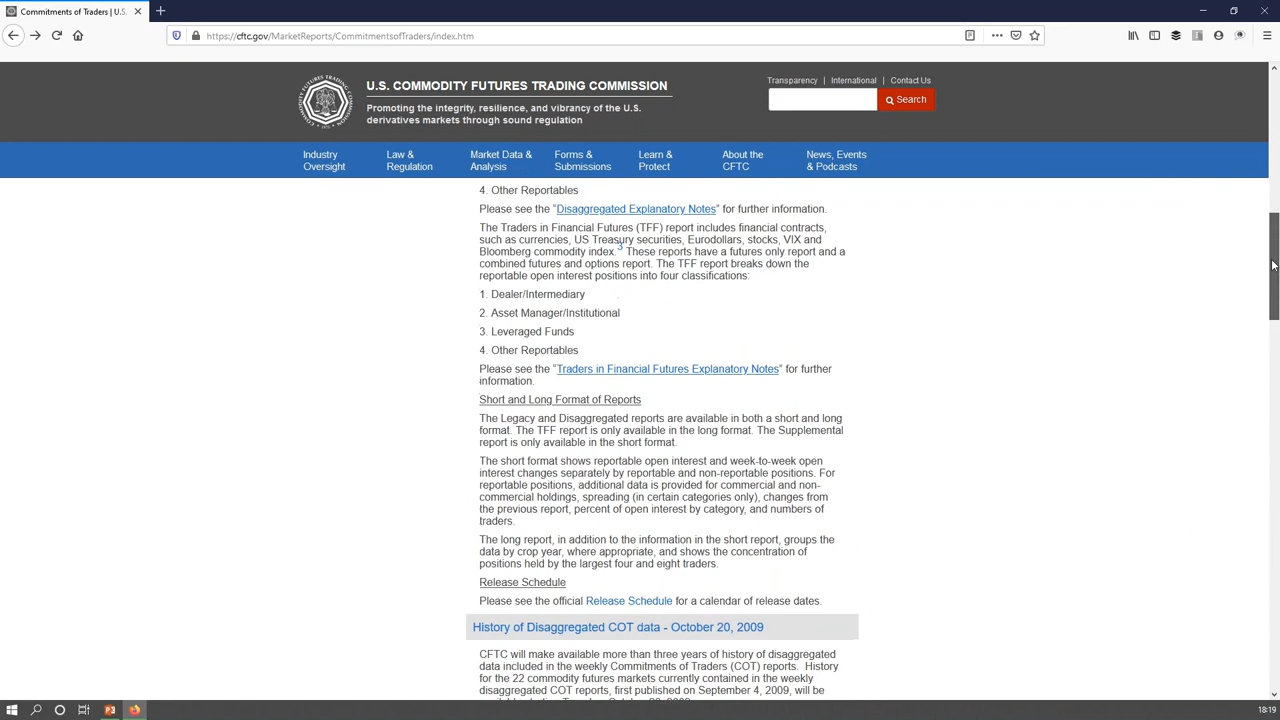 Commitments of Traders | U.S.
https://cftc.gov/MarketReports/CommitmentsofTraders/index.htm
U.S. COMMODITY FUTURES TRADING COMMISSION
Promoting the integrity, resilience, and vibrancy of the U.S.
derivatives markets through sound regulation
Transparency | International | Contact Us
Search
Industry
Oversight
Law &
Regulation
Market Data &
Analysis
Forms &
Submissions
Learn &
Protect
About the
CFTC
News, Events
& Podcasts
4. Other Reportables
Please see the "Disaggregated Explanatory Notes" for further information.
The Traders in Financial Futures (TFF) report includes financial contracts,
such as currencies, US Treasury securities, Eurodollars, stocks, VIX and
Bloomberg commodity index.3 These reports have a futures only report and a
combined futures and options report. The TFF report breaks down the
reportable open interest positions into four classifications:
1. Dealer/Intermediary
2. Asset Manager/Institutional
3. Leveraged Funds
4. Other Reportables
Please see the "Traders in Financial Futures Explanatory Notes" for further
information.
Short and Long Format of Reports
The Legacy and Disaggregated reports are available in both a short and long
format. The TFF report is only available in the long format. The Supplemental
report is only available in the short format.
The short format shows reportable open interest and week-to-week open
interest changes separately by reportable and non-reportable positions. For
reportable positions, additional data is provided for commercial and non-
commercial holdings, spreading (in certain categories only), changes from
the previous report, percent of open interest by category, and numbers of
traders.
The long report, in addition to the information in the short report, groups the
data by crop year, where appropriate, and shows the concentration of
positions held by the largest four and eight traders.
Release Schedule
Please see the official Release Schedule for a calendar of release dates.
History of Disaggregated COT data - October 20, 2009
CFTC will make available more than three years of history of disaggregated
data included in the weekly Commitments of Traders (COT) reports. History
for the 22 commodity futures markets currently contained in the weekly
disaggregated COT reports, first published on September 4, 2009, will be
18:19